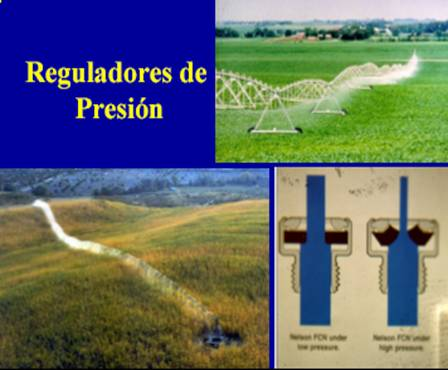 Reguladores de
Presión
Nelson FCN under
low pressure.
Nelson FCN under
high pressure.